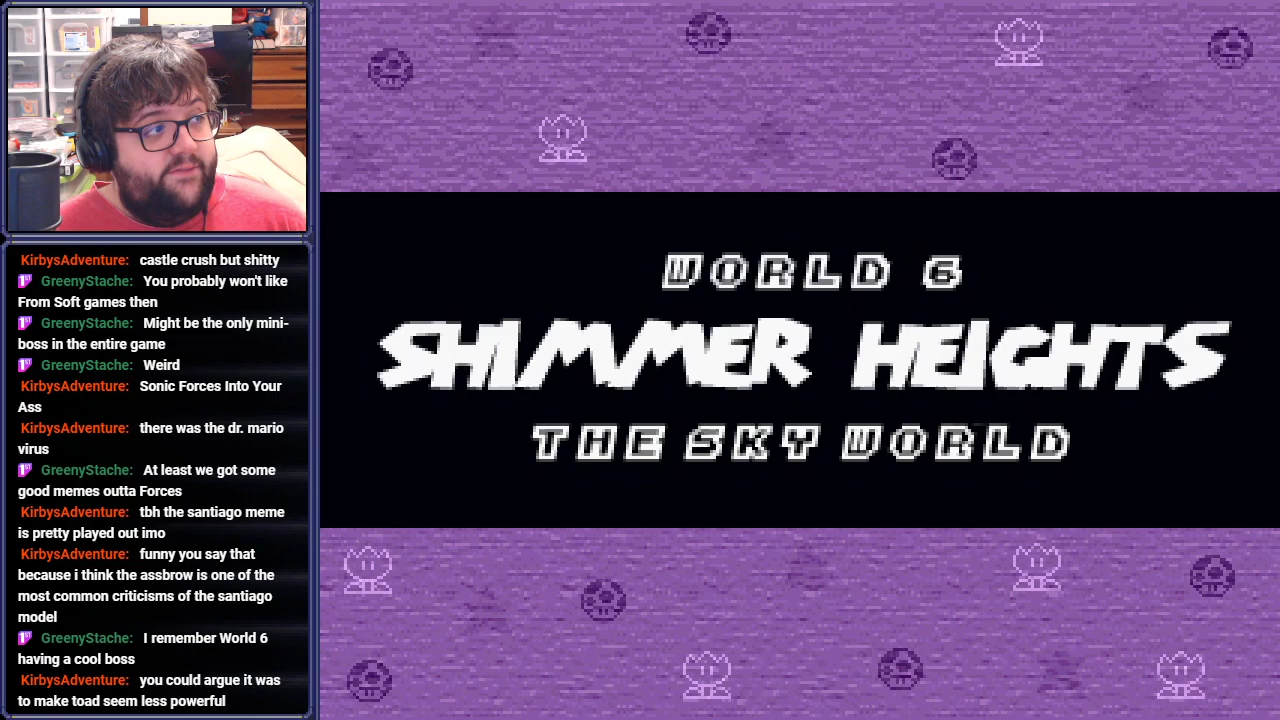 WORLD 6
SHIMMER HEIGHTS
THE SKY WORLD
KirbysAdventure: castle crush but shitty
1ST GreenyStache: You probably won't like
From Soft games then
1ST GreenyStache: Might be the only mini-
boss in the entire game
1ST GreenyStache: Weird
KirbysAdventure: Sonic Forces Into Your
Ass
KirbysAdventure: there was the dr. mario
virus
1ST GreenyStache: At least we got some
good memes outta Forces
KirbysAdventure: tbh the santiago meme
is pretty played out imo
KirbysAdventure: funny you say that
because i think the assbrow is one of the
most common criticisms of the santiago
model
1ST GreenyStache: I remember World 6
having a cool boss
KirbysAdventure: you could argue it was
to make toad seem less powerful